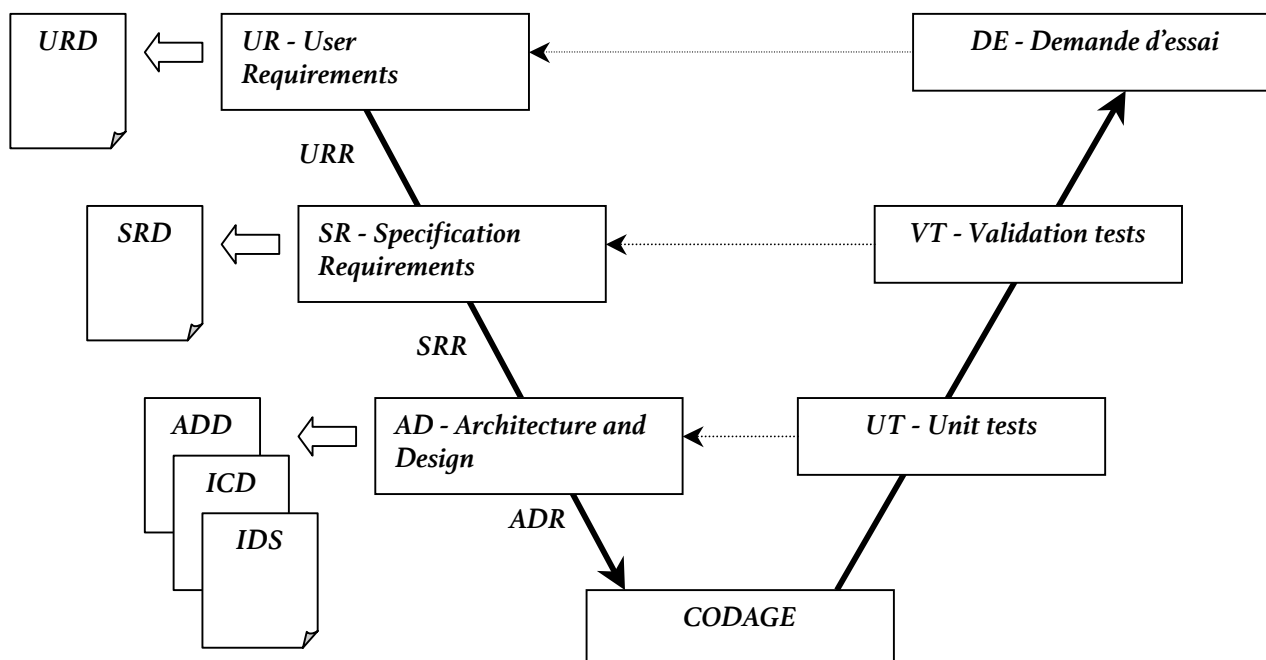 URD
UR - User
Requirements
DE - Demande d'essai
URR
SRD
SR - Specification
Requirements
VT - Validation tests
SRR
ADD
ICD
IDS
AD - Architecture and
Design
UT - Unit tests
ADR
CODAGE